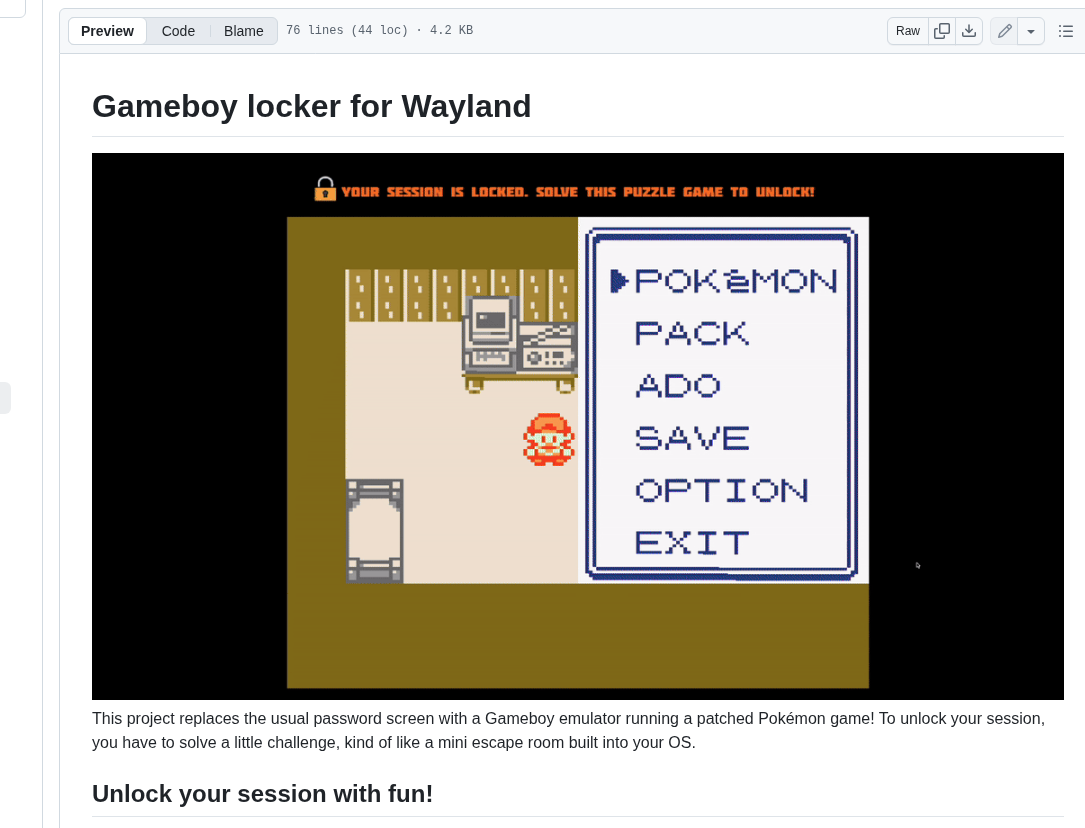 Preview Code Blame 76 lines (44 loc) · 4.2 KB Raw
Gameboy locker for Wayland
YOUR SESSION IS LOCKED. SOLVE THIS PUZZLE GAME TO UNLOCK!
POKéMON
PACK
ADO
SAVE
OPTION
EXIT
This project replaces the usual password screen with a Gameboy emulator running a patched Pokémon game! To unlock your session,
you have to solve a little challenge, kind of like a mini escape room built into your OS.
Unlock your session with fun!